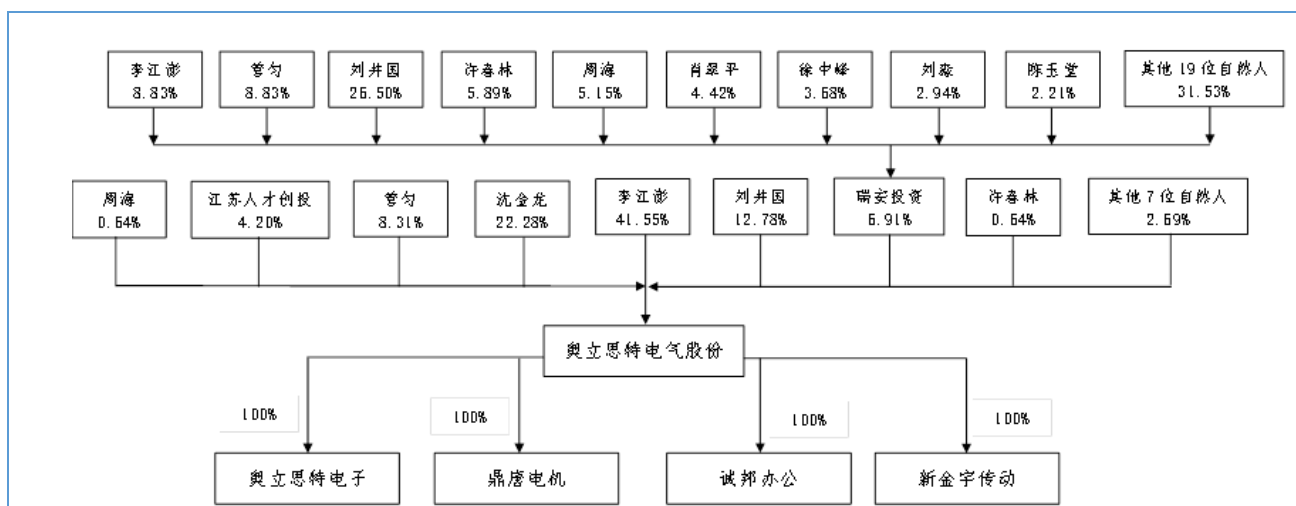 李江澎
8.83%
管匀
8.83%
刘井国
26.50%
许春林
5.89%
周海
5.15%
肖翠平
4.42%
徐中峰
3.68%
刘淼
2.94%
陈玉堂
2.21%
其他19位自然人
31.53%
周海
0.64%
江苏人才创投
4.20%
管匀
8.31%
沈金龙
22.28%
李江澎
41.55%
刘井国
12.78%
瑞安投资
6.91%
许春林
0.64%
其他7位自然人
2.69%
奥立思特电气股份
100%
100%
100%
100%
奥立思特电子
鼎唐电机
诚邦办公
新金宇传动